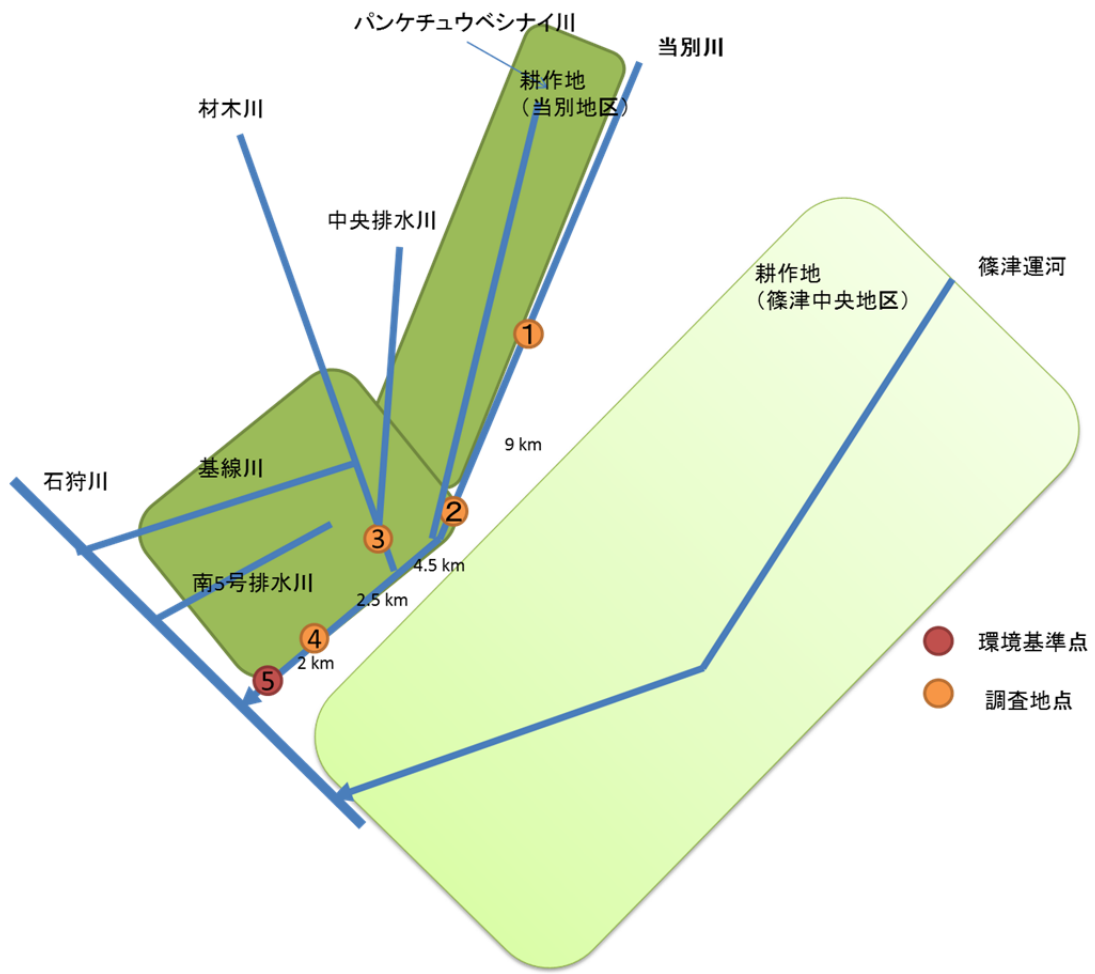 パンケチュウベシナイ川
当別川
耕作地
（当別地区）
材木川
中央排水川
耕作地
（篠津中央地区）
篠津運河
①
9 km
石狩川
基線川
②
③
4.5 km
南5号排水川
2.5 km
④
2 km
⑤
環境基準点
調査地点